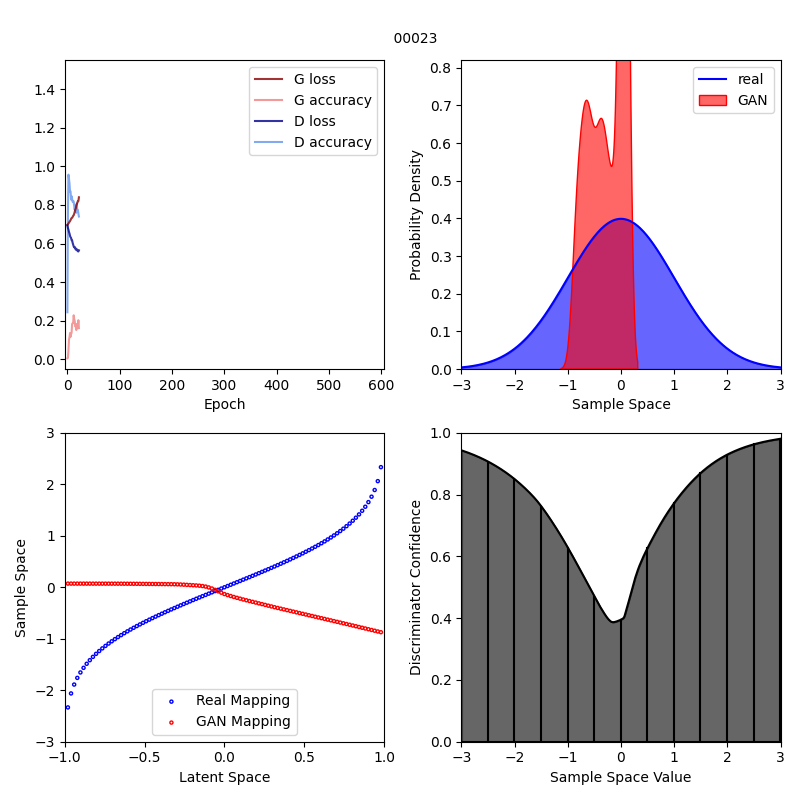 00023
1.4
1.2
1.0
0.8
0.6
0.4
0.2
0.0
G loss
G accuracy
D loss
D accuracy
0 100 200 300 400 500 600
Epoch
Probability Density
0.8
0.7
0.6
0.5
0.4
0.3
0.2
0.1
0.0
real
GAN
−3 −2 −1 0 1 2 3
Sample Space
Sample Space
3
2
1
0
−1
−2
−3
Real Mapping
GAN Mapping
−1.0 −0.5 0.0 0.5 1.0
Latent Space
Discriminator Confidence
1.0
0.8
0.6
0.4
0.2
0.0
−3 −2 −1 0 1 2 3
Sample Space Value